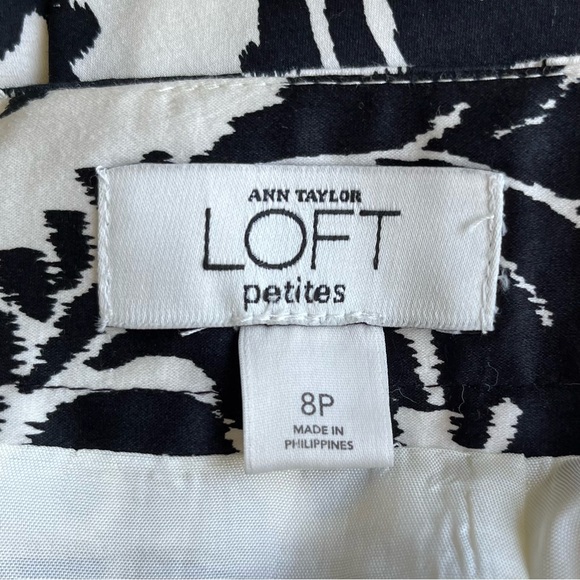 ANN TAYLOR
LOFT
petites
8P
MADE IN
PHILIPPINES